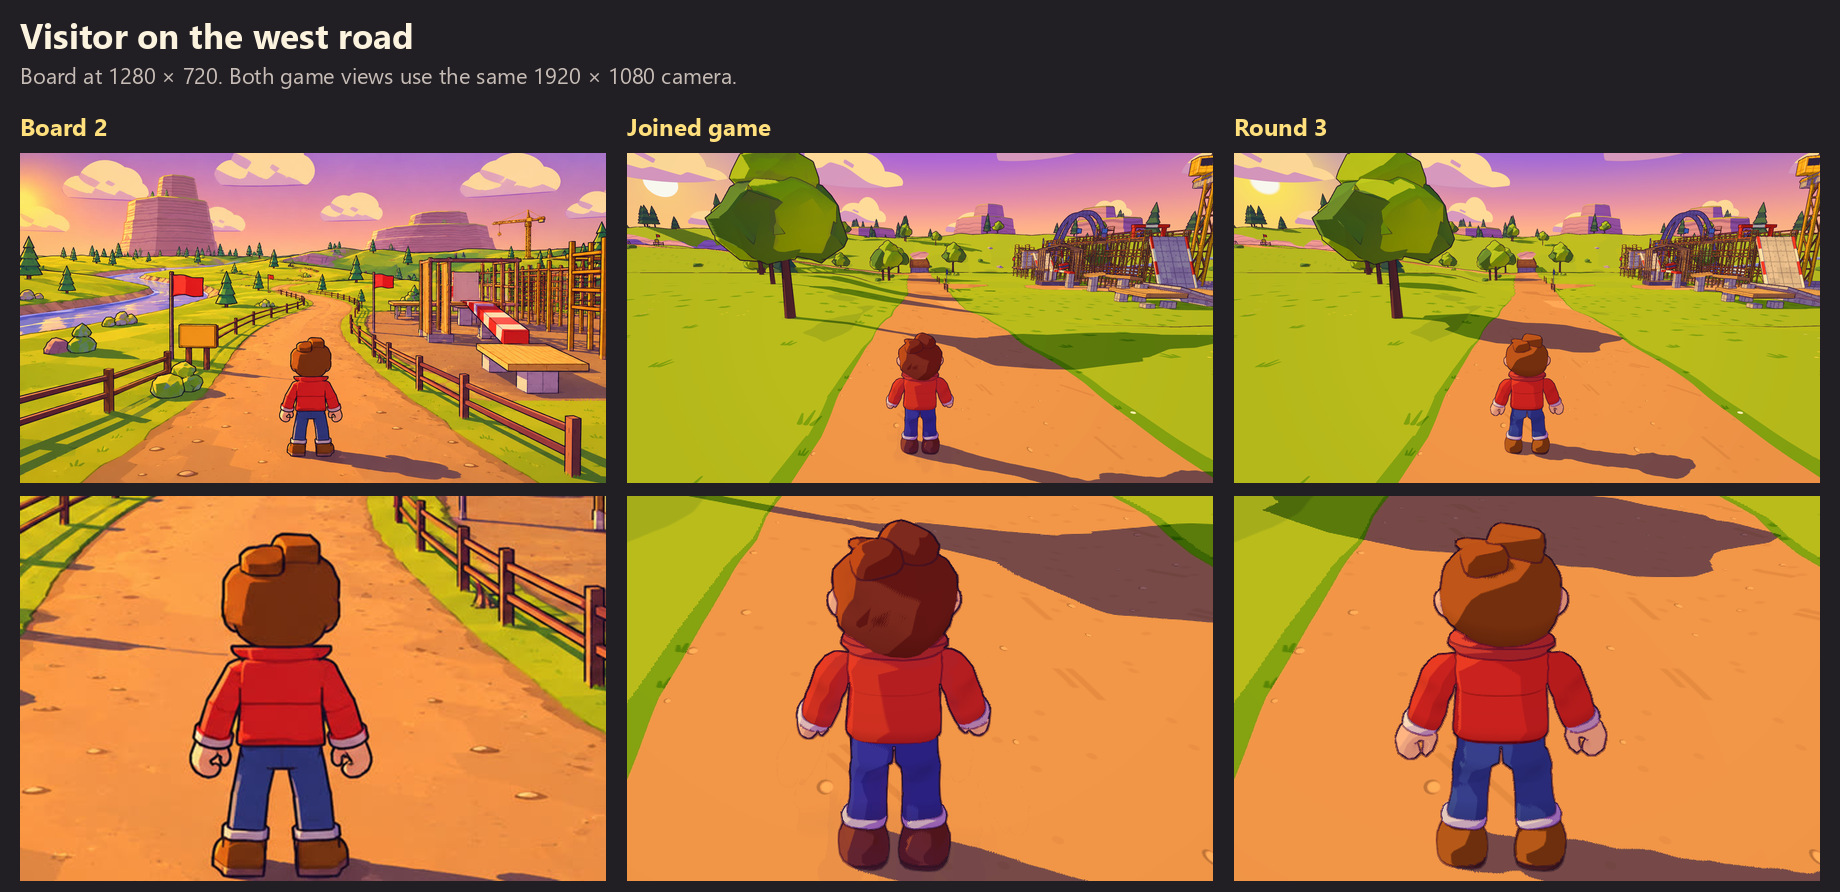 Visitor on the west road
Board at 1280 × 720. Both game views use the same 1920 × 1080 camera.
Board 2
Joined game
Round 3